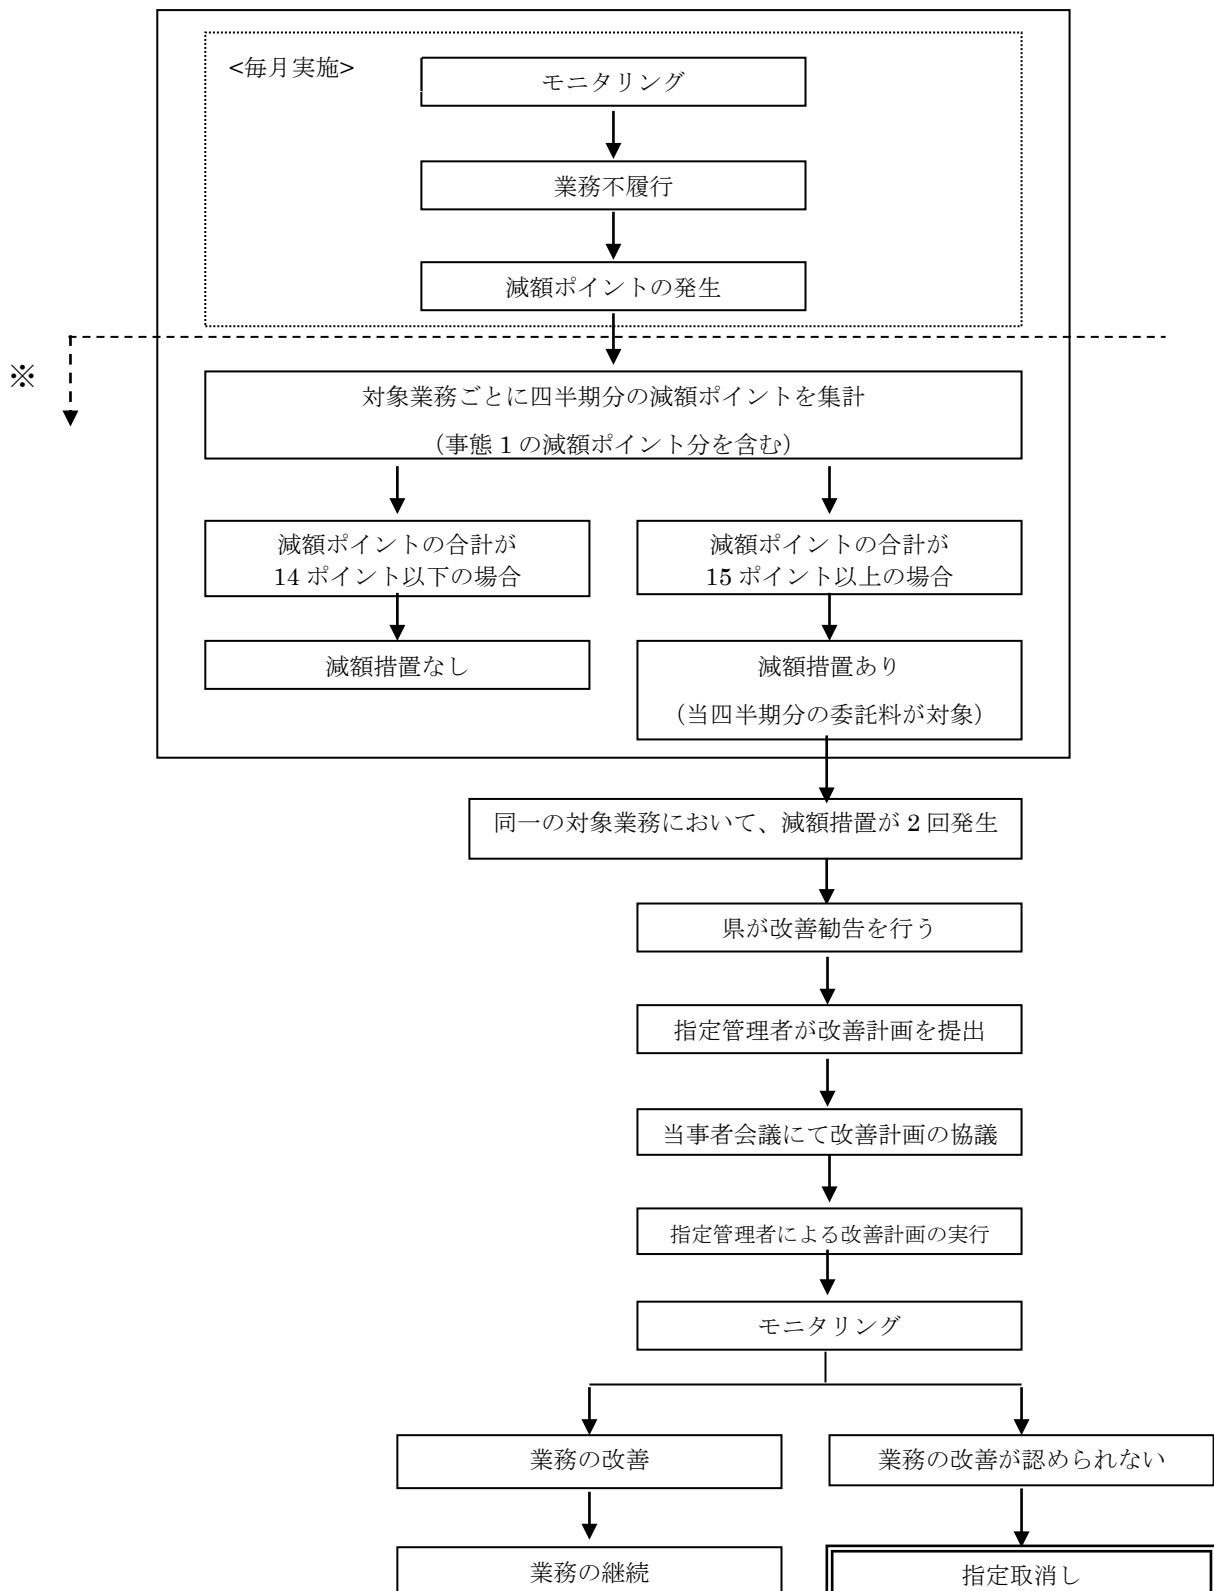 <毎月実施>
モニタリング
業務不履行
減額ポイントの発生
※
対象業務ごとに四半期分の減額ポイントを集計
（事態 1 の減額ポイント分を含む）
減額ポイントの合計が
14 ポイント以下の場合
減額ポイントの合計が
15 ポイント以上の場合
減額措置なし
減額措置あり
（当四半期分の委託料が対象）
同一の対象業務において、減額措置が 2 回発生
県が改善勧告を行う
指定管理者が改善計画を提出
当事者会議にて改善計画の協議
指定管理者による改善計画の実行
モニタリング
業務の改善
業務の改善が認められない
業務の継続
指定取消し